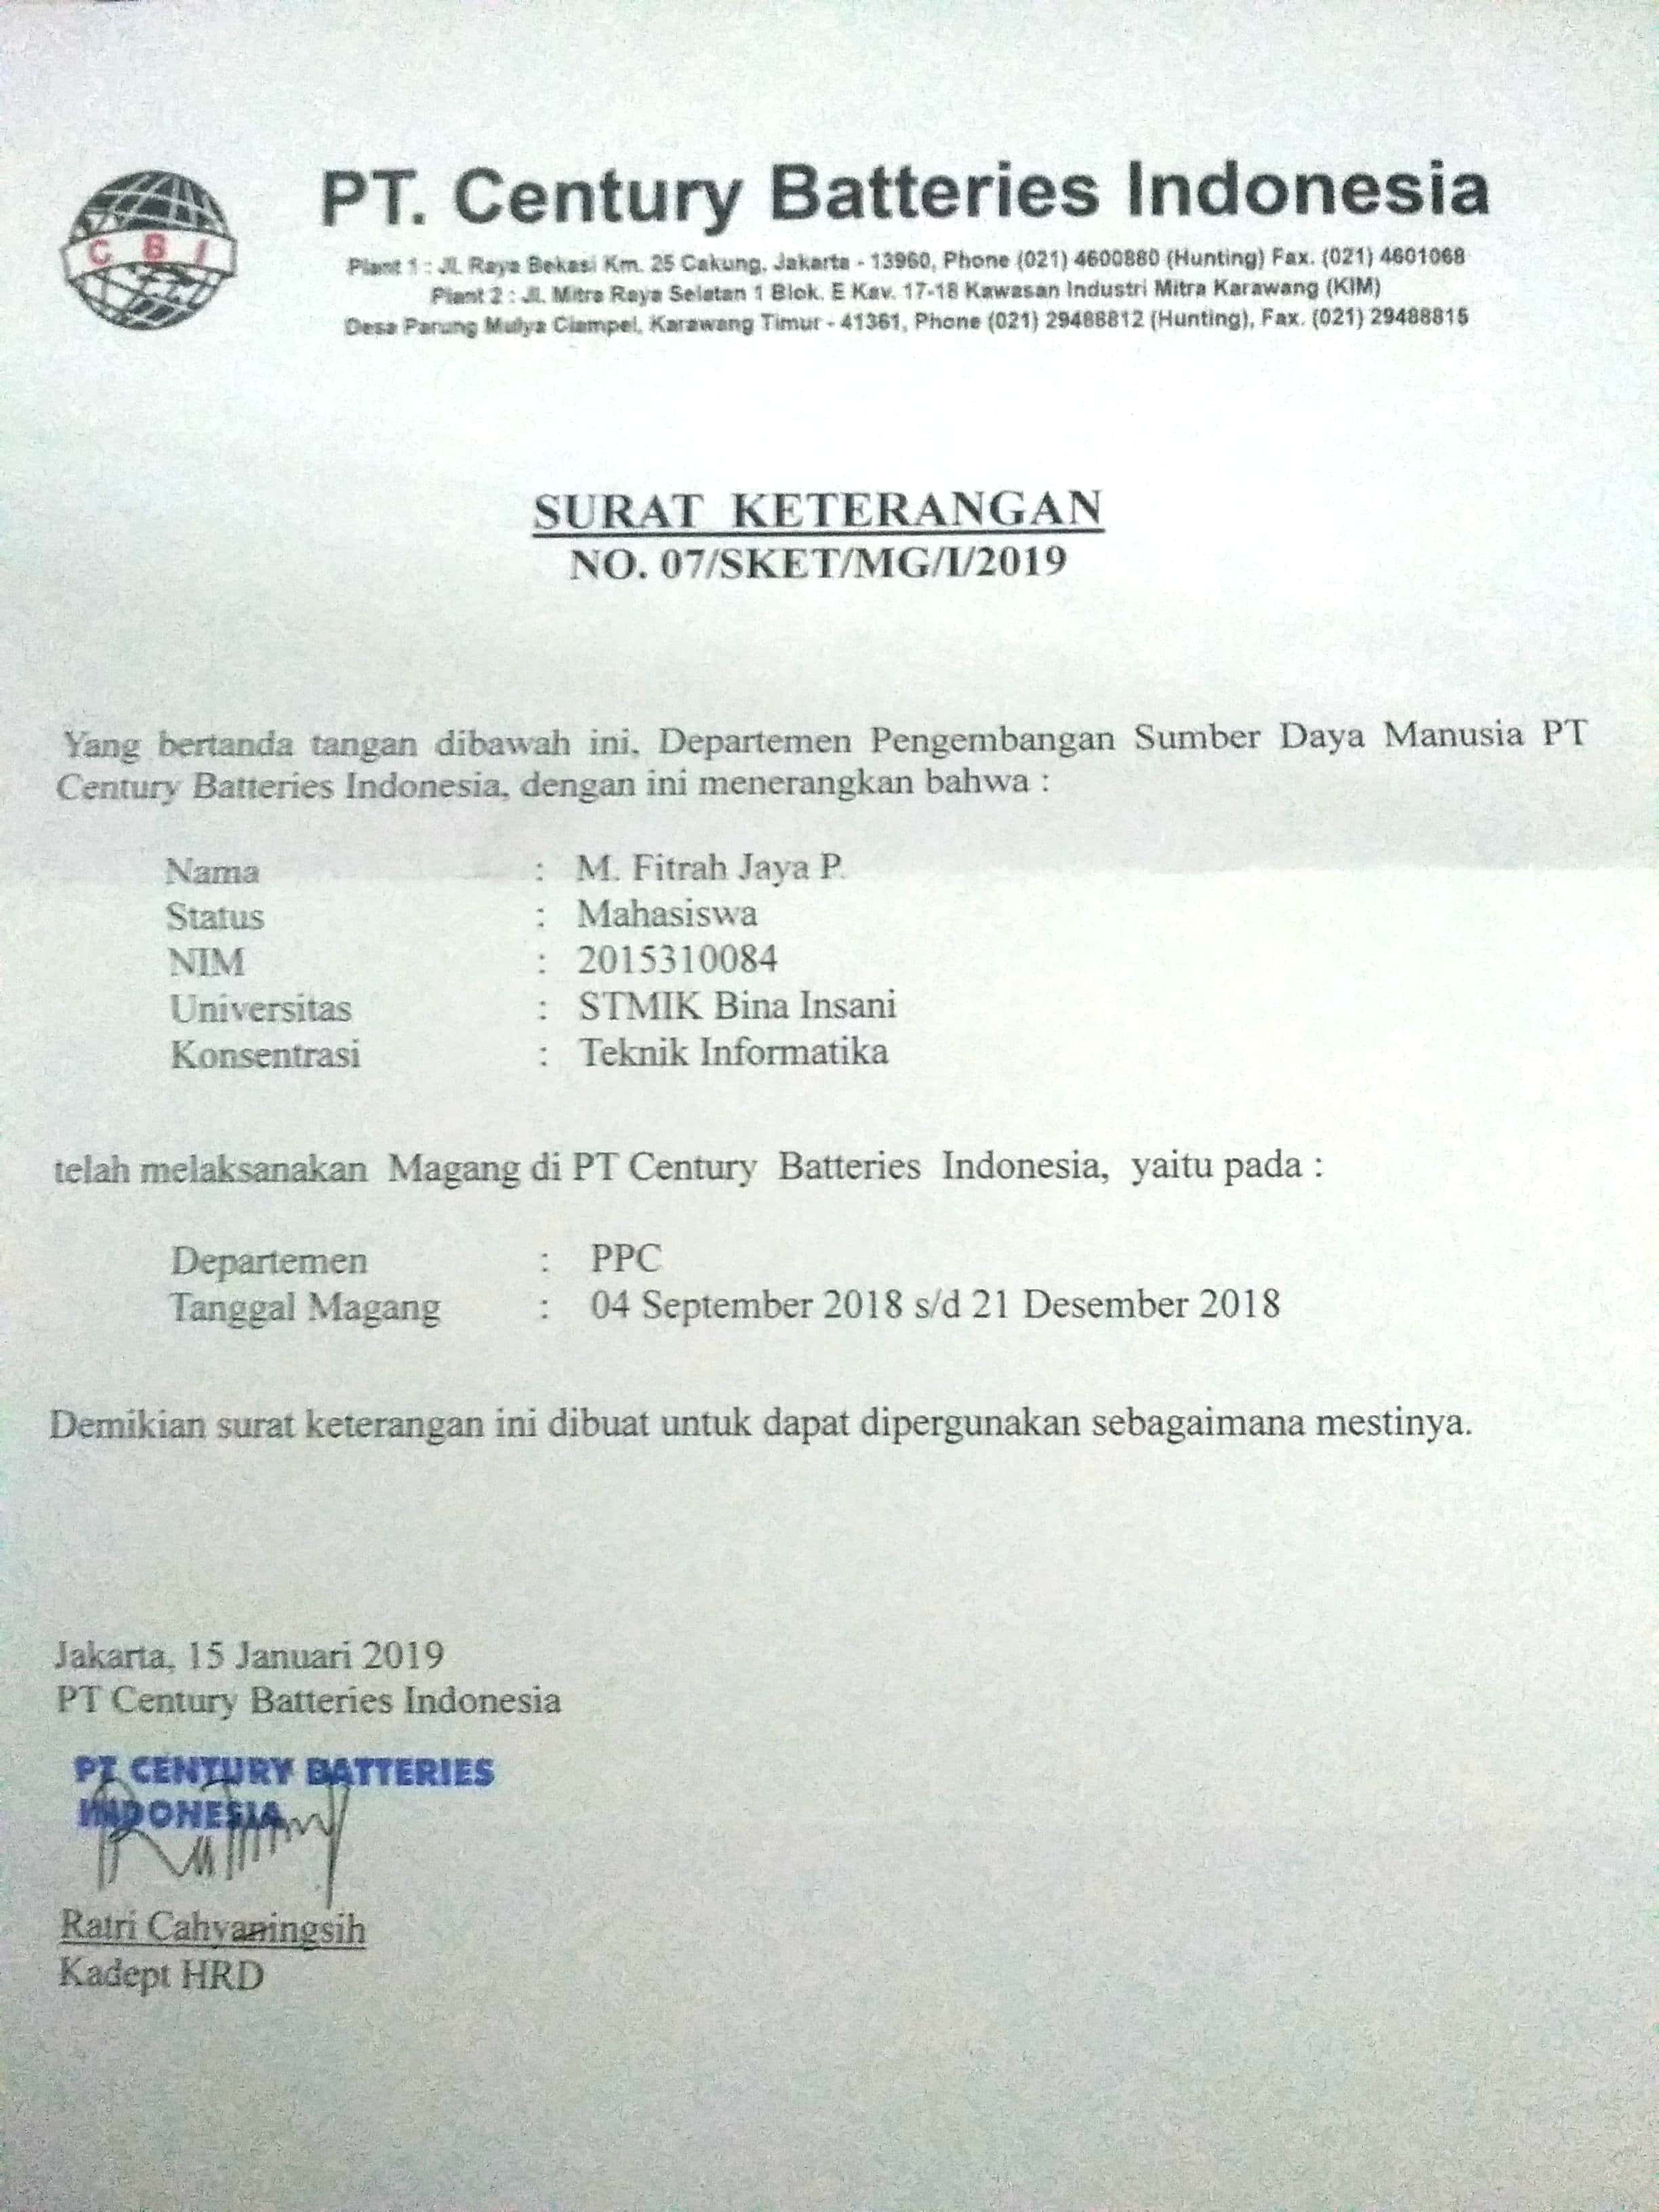 C B I
PT. Century Batteries Indonesia
Plant 1 : Jl. Raya Bekasi Km. 25 Cakung, Jakarta - 13960, Phone (021) 4600880 (Hunting) Fax. (021) 4601068
Plant 2 : Jl. Mitra Raya Selatan 1 Blok. E Kav. 17-18 Kawasan Industri Mitra Karawang (KIM)
Desa Parung Mulya Ciampel, Karawang Timur - 41361, Phone (021) 29488812 (Hunting), Fax. (021) 29488815
SURAT KETERANGAN
NO. 07/SKET/MG/I/2019
Yang bertanda tangan dibawah ini, Departemen Pengembangan Sumber Daya Manusia PT
Century Batteries Indonesia, dengan ini menerangkan bahwa :
Nama : M. Fitrah Jaya P.
Status : Mahasiswa
NIM : 2015310084
Universitas : STMIK Bina Insani
Konsentrasi : Teknik Informatika
telah melaksanakan Magang di PT Century Batteries Indonesia, yaitu pada :
Departemen : PPC
Tanggal Magang : 04 September 2018 s/d 21 Desember 2018
Demikian surat keterangan ini dibuat untuk dapat dipergunakan sebagaimana mestinya.
Jakarta, 15 Januari 2019
PT Century Batteries Indonesia
PT CENTURY BATTERIES
INDONESIA
Ratri Cahyaningsih
Kadept HRD